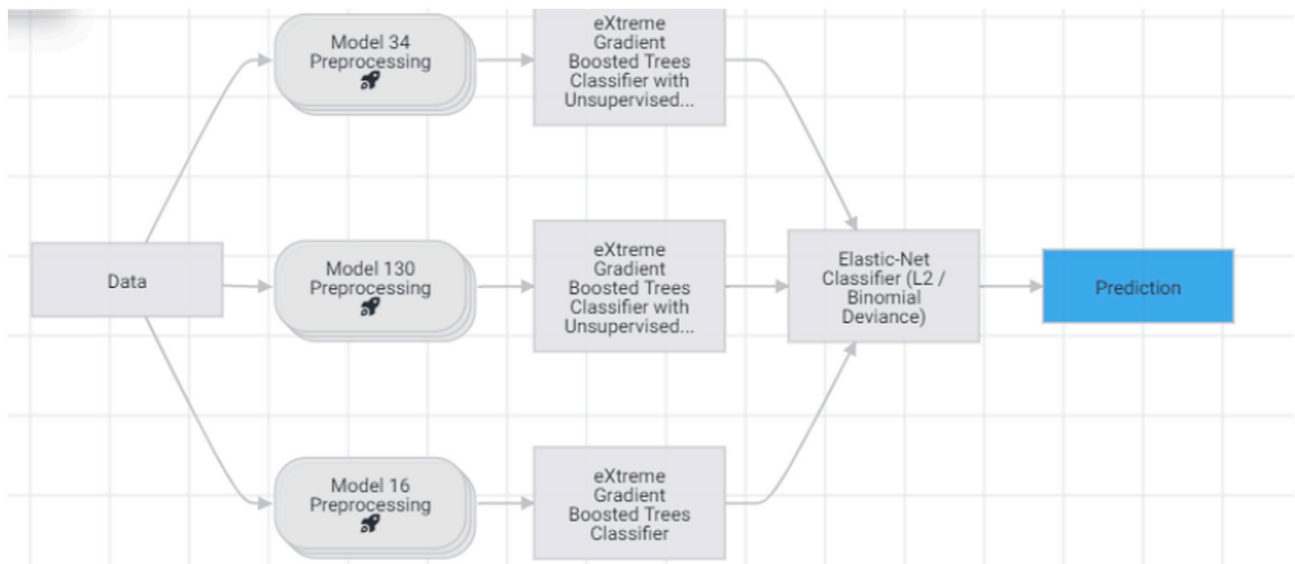 Model 34
Preprocessing
eXtreme
Gradient
Boosted Trees
Classifier with
Unsupervised...
Data
Model 130
Preprocessing
eXtreme
Gradient
Boosted Trees
Classifier with
Unsupervised...
Elastic-Net
Classifier (L2 /
Binomial
Deviance)
Prediction
Model 16
Preprocessing
eXtreme
Gradient
Boosted Trees
Classifier